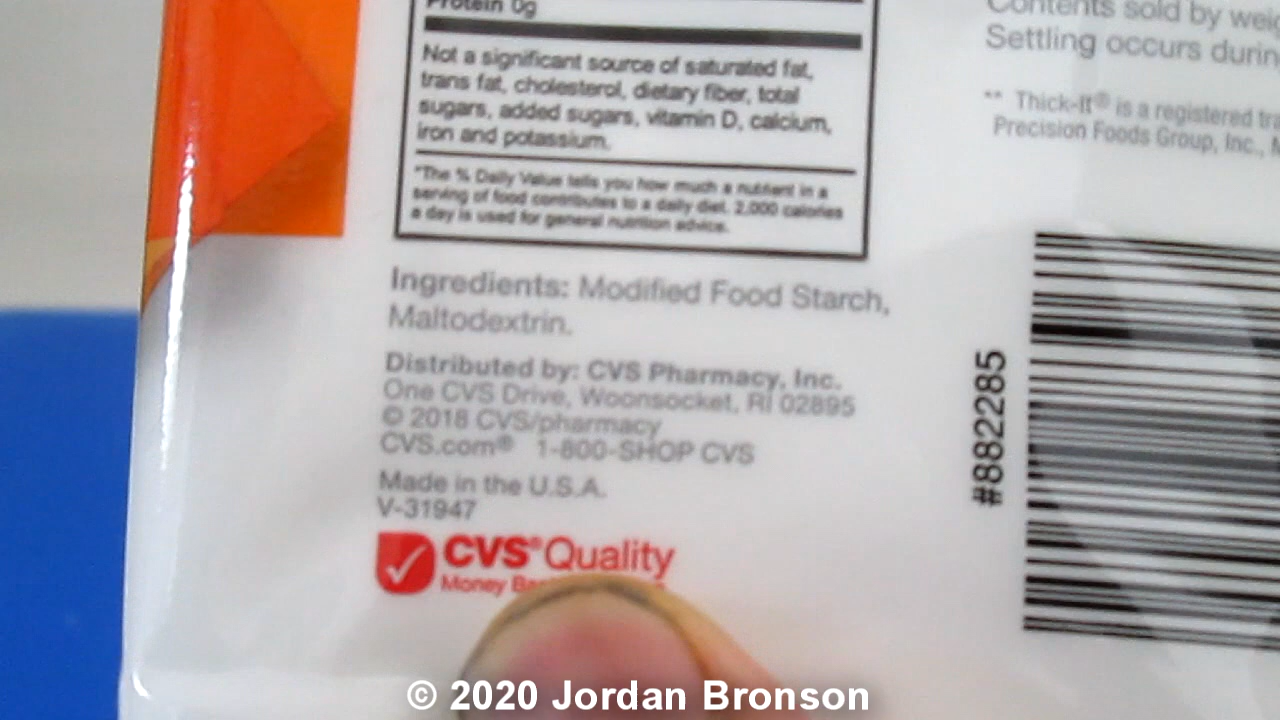 Protein 0g
Not a significant source of saturated fat,
trans fat, cholesterol, dietary fiber, total
sugars, added sugars, vitamin D, calcium,
iron and potassium.
*The % Daily Value tells you how much a nutrient in a
serving of food contributes to a daily diet. 2,000 calories
a day is used for general nutrition advice.
Ingredients: Modified Food Starch,
Maltodextrin.
Distributed by: CVS Pharmacy, Inc.
One CVS Drive, Woonsocket, RI 02895
© 2018 CVS/pharmacy
CVS.com® 1-800-SHOP CVS
Made in the U.S.A.
V-31947
CVS® Quality
Money
Contents sold by
Settling occurs
** Thick-It® is a registered
Precision Foods Group, Inc.,
#882285
© 2020 Jordan Bronson